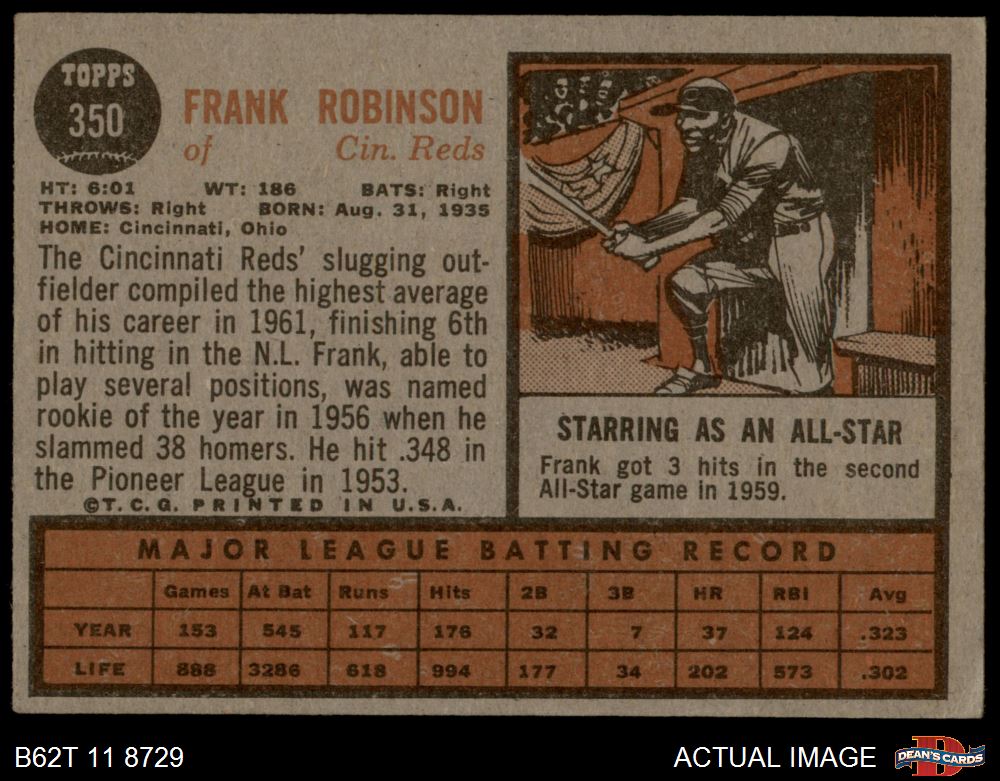 TOPPS
350
FRANK ROBINSON
of Cin. Reds
HT: 6:01 WT: 186 BATS: Right
THROWS: Right BORN: Aug. 31, 1935
HOME: Cincinnati, Ohio
The Cincinnati Reds' slugging out-
fielder compiled the highest average
of his career in 1961, finishing 6th
in hitting in the N.L. Frank, able to
play several positions, was named
rookie of the year in 1956 when he
slammed 38 homers. He hit .348 in
the Pioneer League in 1953.
©T.C.G. PRINTED IN U.S.A.
STARRING AS AN ALL-STAR
Frank got 3 hits in the second
All-Star game in 1959.
MAJOR LEAGUE BATTING RECORD
Games At Bat Runs Hits 2B 3B HR RBI Avg
YEAR 153 545 117 176 32 7 37 124 .323
LIFE 888 3286 618 994 177 34 202 573 .302
B62T 11 8729
ACTUAL IMAGE
D
DEAN'S CARDS